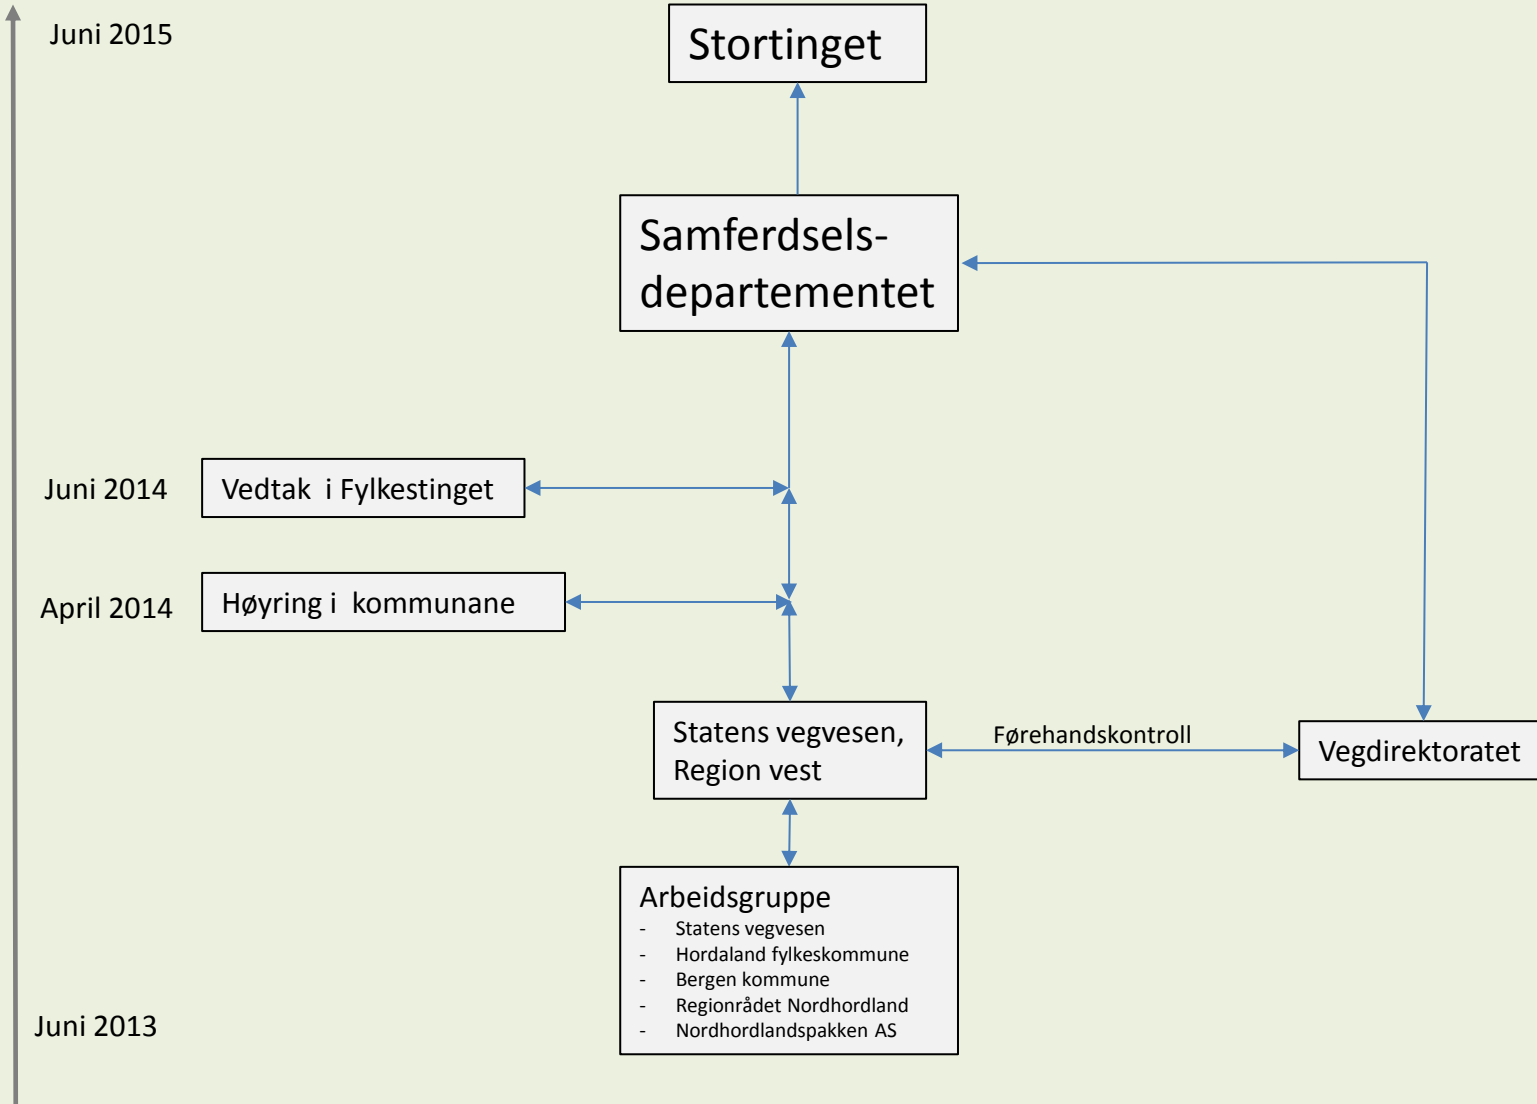 Juni 2015
Stortinget
Samferdsels-
departementet
Juni 2014
Vedtak i Fylkestinget
April 2014
Høyring i kommunane
Statens vegvesen,
Region vest
Førehandskontroll
Vegdirektoratet
Arbeidsgruppe
- Statens vegvesen
- Hordaland fylkeskommune
- Bergen kommune
- Regionrådet Nordhordland
- Nordhordlandspakken AS
Juni 2013